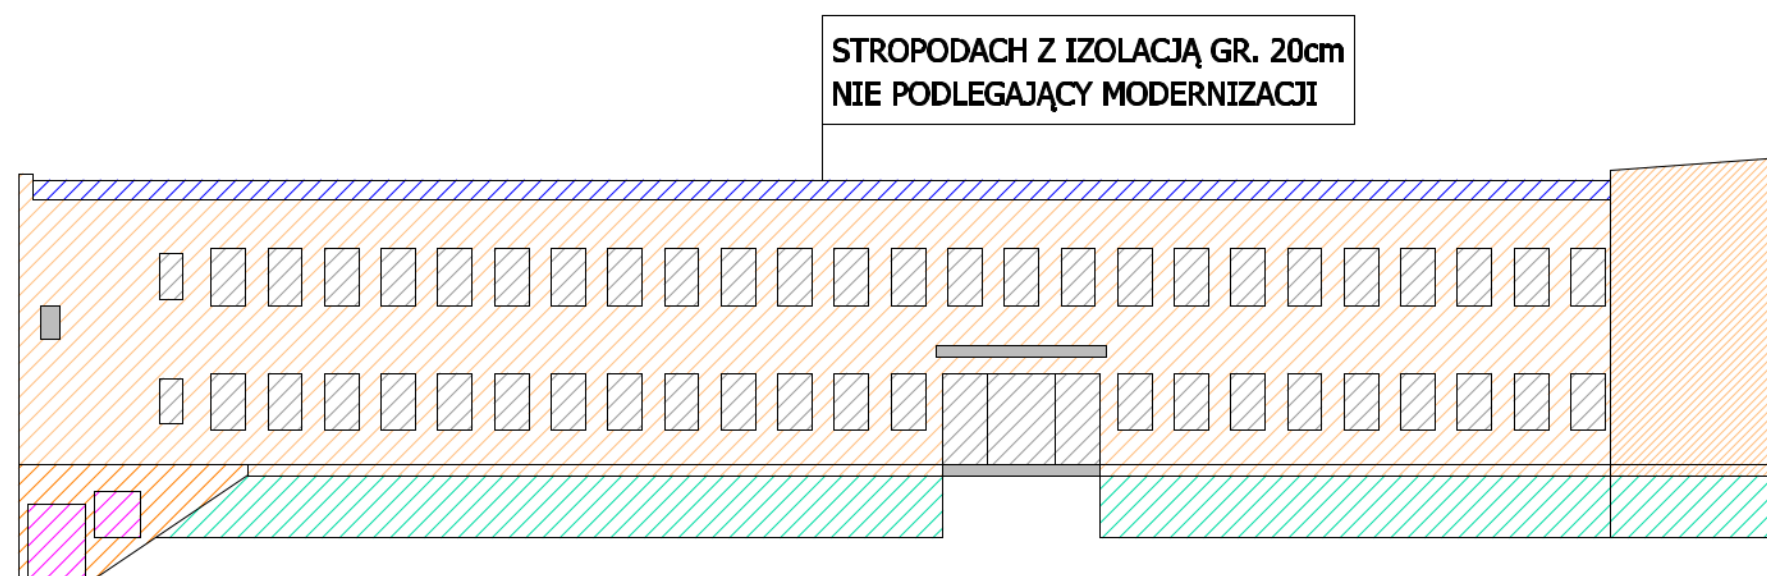 STROPODACH Z IZOLACJĄ GR. 20cm
NIE PODLEGAJĄCY MODERNIZACJI